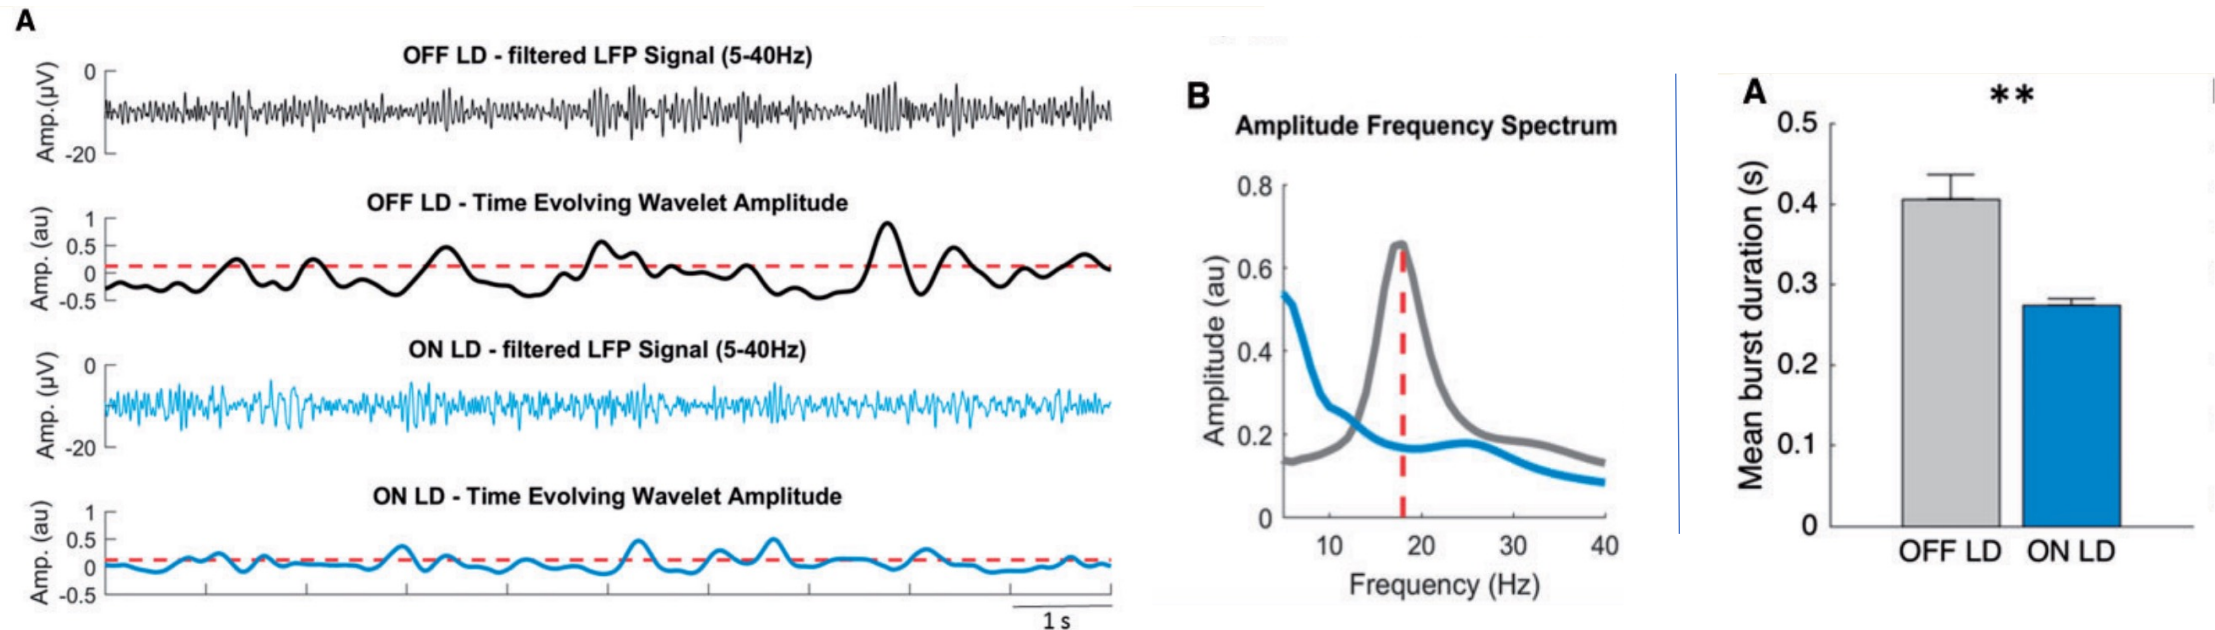 A
OFF LD - filtered LFP Signal (5-40Hz)
Amp.(µV)
0
-20
OFF LD - Time Evolving Wavelet Amplitude
Amp. (au)
1
0.5
0
-0.5
ON LD - filtered LFP Signal (5-40Hz)
Amp. (µV)
0
-20
ON LD - Time Evolving Wavelet Amplitude
Amp. (au)
1
0.5
0
-0.5
1 s
B
Amplitude Frequency Spectrum
Amplitude (au)
0.8
0.6
0.4
0.2
0
10 20 30 40
Frequency (Hz)
A
**
Mean burst duration (s)
0.5
0.4
0.3
0.2
0.1
0
OFF LD ON LD